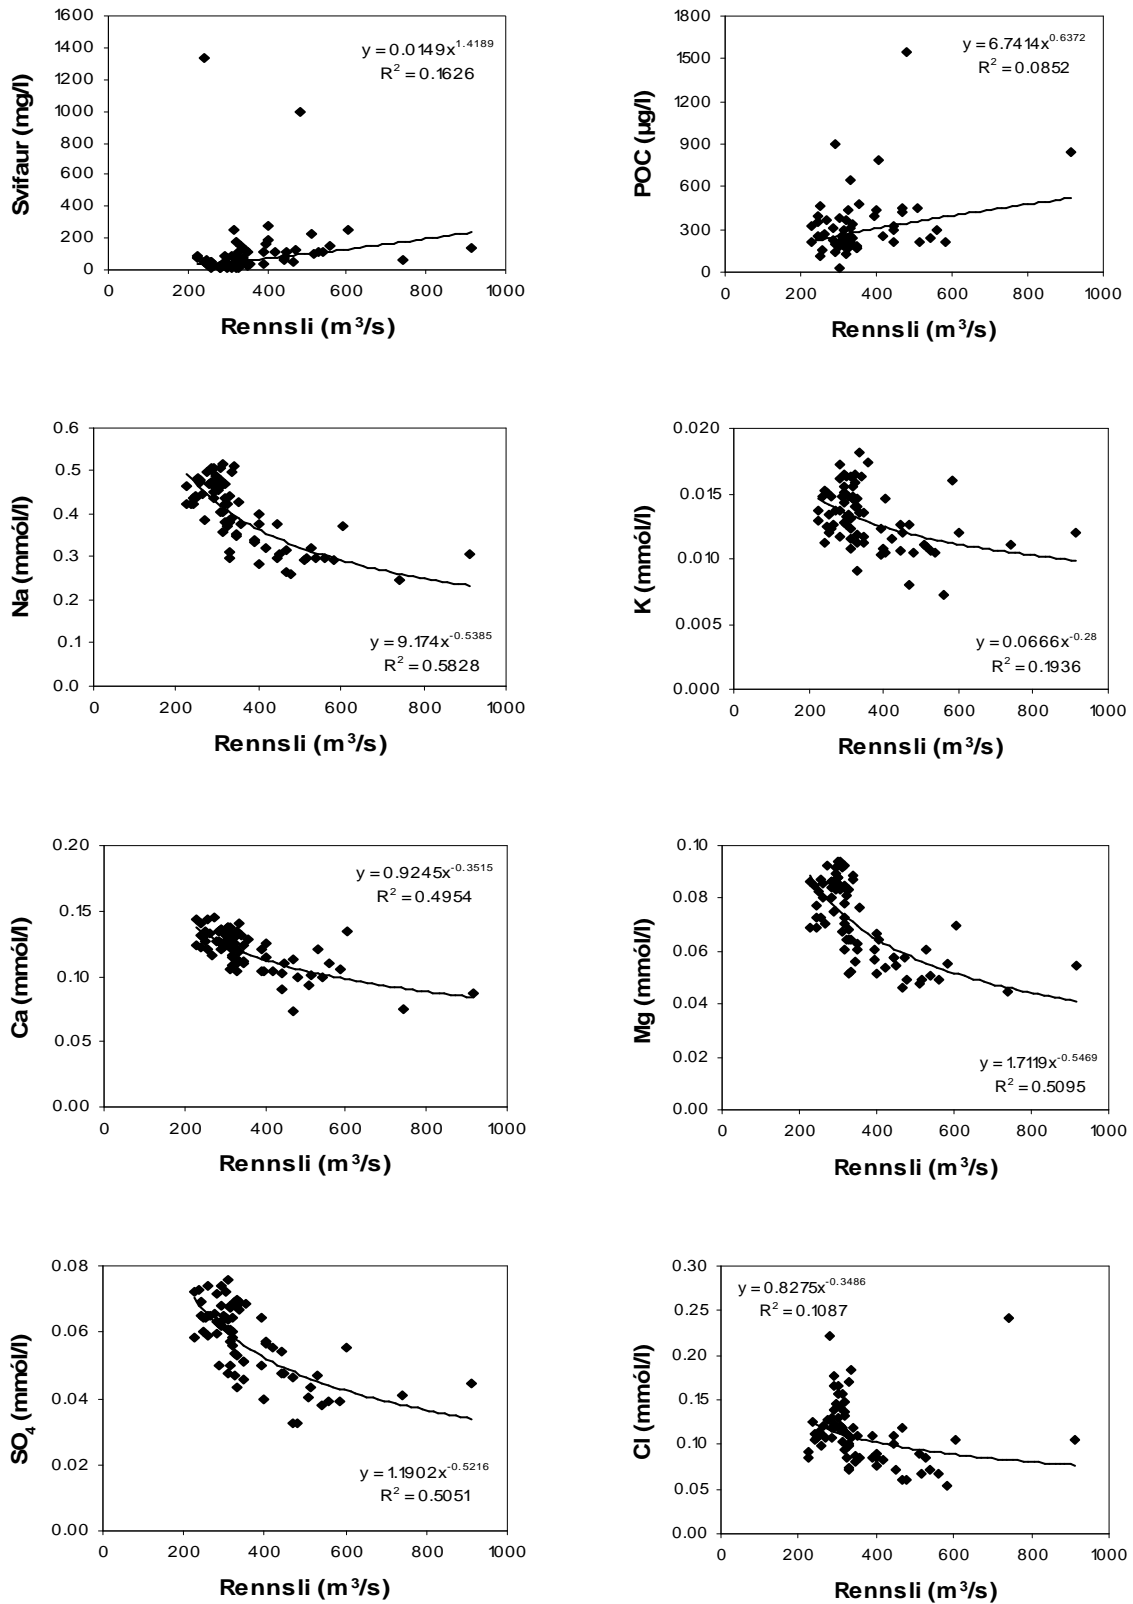 1600
1400
1200
1000
800
600
400
200
0
Svifaur (mg/l)
y = 0.0149x^1.4189
R² = 0.1626
0 200 400 600 800 1000
Rennsli (m³/s)
1800
1500
1200
900
600
300
0
POC (µg/l)
y = 6.7414x^0.6372
R² = 0.0852
0 200 400 600 800 1000
Rennsli (m³/s)
0.6
0.5
0.4
0.3
0.2
0.1
0.0
Na (mmól/l)
y = 9.174x^-0.5385
R² = 0.5828
0 200 400 600 800 1000
Rennsli (m³/s)
0.020
0.015
0.010
0.005
0.000
K (mmól/l)
y = 0.0666x^-0.28
R² = 0.1936
0 200 400 600 800 1000
Rennsli (m³/s)
0.20
0.15
0.10
0.05
0.00
Ca (mmól/l)
y = 0.9245x^-0.3515
R² = 0.4954
0 200 400 600 800 1000
Rennsli (m³/s)
0.10
0.08
0.06
0.04
0.02
0.00
Mg (mmól/l)
y = 1.7119x^-0.5469
R² = 0.5095
0 200 400 600 800 1000
Rennsli (m³/s)
0.08
0.06
0.04
0.02
0.00
SO₄ (mmól/l)
y = 1.1902x^-0.5216
R² = 0.5051
0 200 400 600 800 1000
Rennsli (m³/s)
0.30
0.25
0.20
0.15
0.10
0.05
0.00
Cl (mmól/l)
y = 0.8275x^-0.3486
R² = 0.1087
0 200 400 600 800 1000
Rennsli (m³/s)